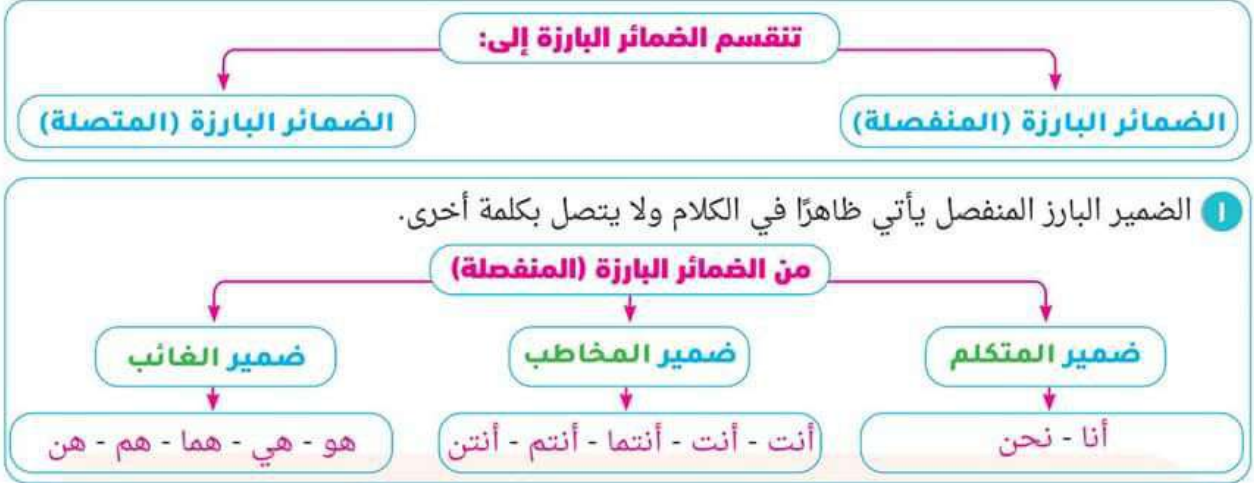 تنقسم الضمائر البارزة إلى:
الضمائر البارزة (المنفصلة)
الضمائر البارزة (المتصلة)
١ الضمير البارز المنفصل يأتي ظاهرًا في الكلام ولا يتصل بكلمة أخرى.
من الضمائر البارزة (المنفصلة)
ضمير المتكلم
ضمير المخاطب
ضمير الغائب
أنا - نحن
أنت - أنت - أنتما - أنتم - أنتن
هو - هي - هما - هم - هن